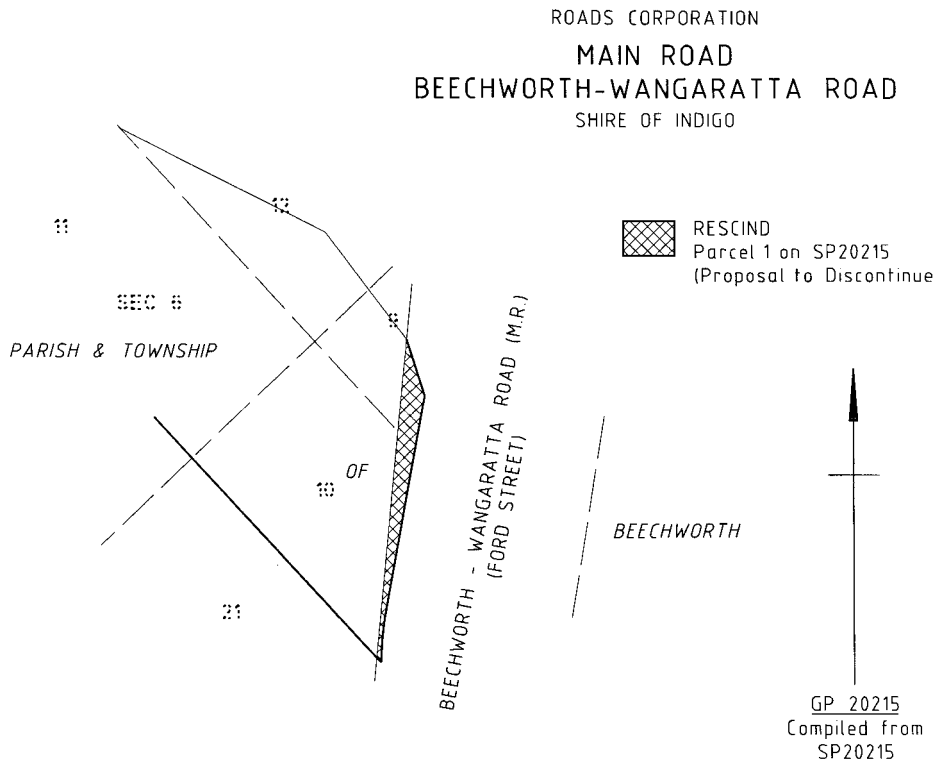 ROADS CORPORATION
MAIN ROAD
BEECHWORTH-WANGARATTA ROAD
SHIRE OF INDIGO
12
11
RESCIND
Parcel 1 on SP20215
(Proposal to Discontinue
SEC 6
9
PARISH & TOWNSHIP
OF
10
BEECHWORTH - WANGARATTA ROAD (M.R.)
(FORD STREET)
BEECHWORTH
21
GP 20215
Compiled from
SP20215